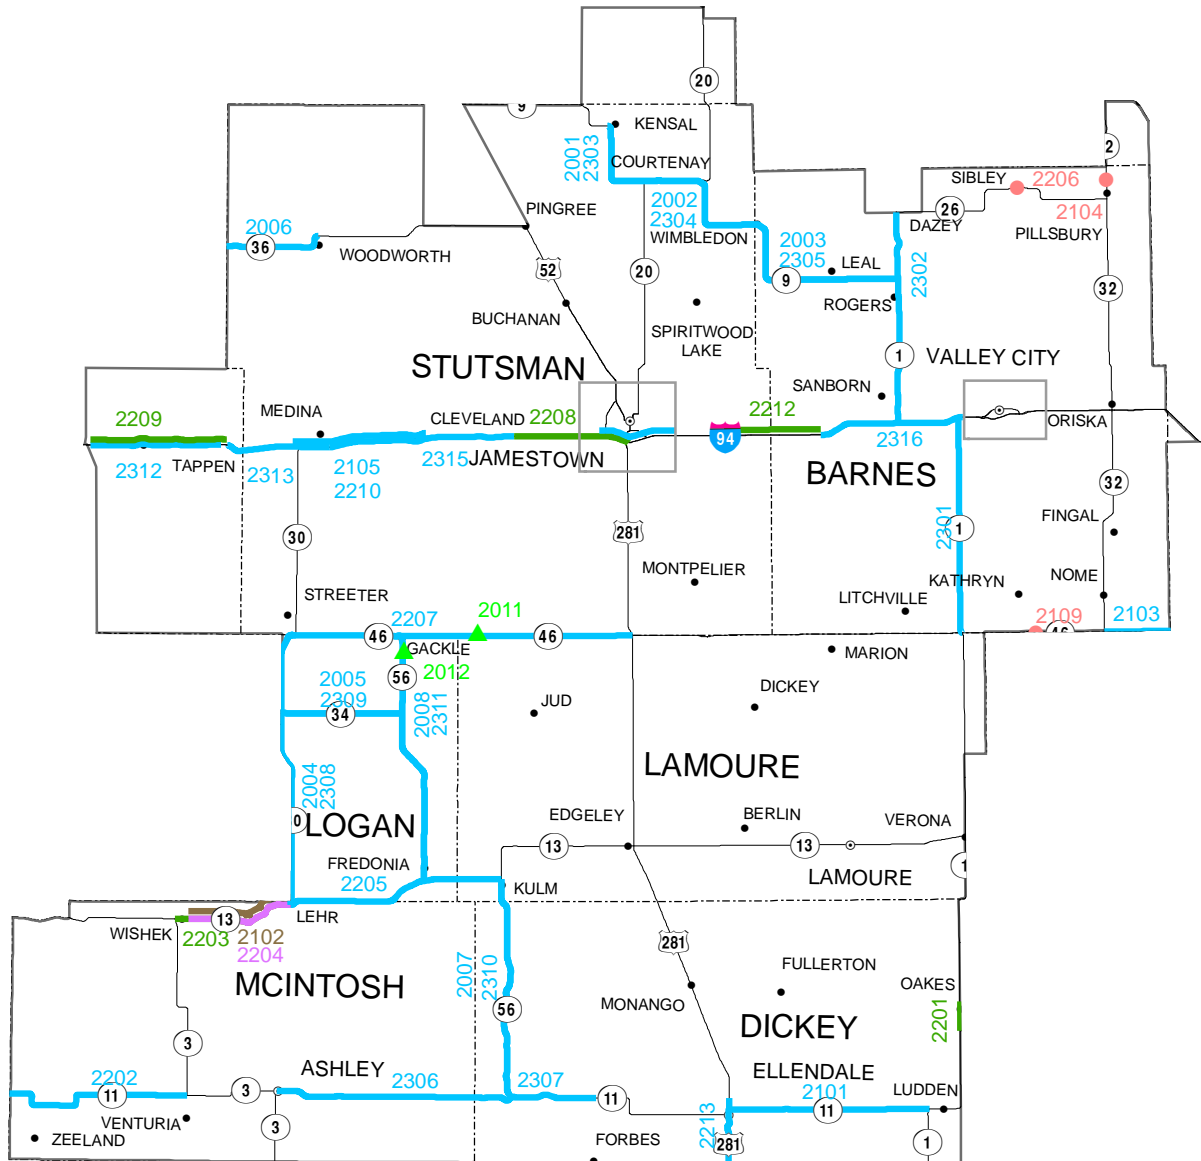 20
9
KENSAL
2001
2303
COURTENAY
2
SIBLEY
2206
2002
2304
PINGREE
26
2104
DAZEY
PILLSBURY
2006
36
WOODWORTH
WIMBLEDON
2003
2305
LEAL
2302
52
20
9
32
ROGERS
BUCHANAN
SPIRITWOOD
LAKE
STUTSMAN
1
VALLEY CITY
SANBORN
MEDINA
CLEVELAND
2208
2209
2212
ORISKA
94
2316
JAMESTOWN
TAPPEN
2312
2313
2105
2210
2315
BARNES
32
FINGAL
30
281
2301
1
MONTPELIER
KATHRYN
NOME
STREETER
LITCHVILLE
2011
2207
2109
2103
46
46
46
GACKLE
MARION
2012
56
2005
2309
34
2008
2311
JUD
DICKEY
LAMOURE
2004
2308
0
LOGAN
EDGELEY
BERLIN
VERONA
13
13
FREDONIA
2205
KULM
LAMOURE
1
LEHR
13
WISHEK
2203
2102
2204
281
MCINTOSH
2007
2310
FULLERTON
OAKES
MONANGO
2201
56
DICKEY
3
ASHLEY
ELLENDALE
2202
11
3
2306
2307
11
2101
11
LUDDEN
VENTURIA
3
2213
281
1
ZEELAND
FORBES